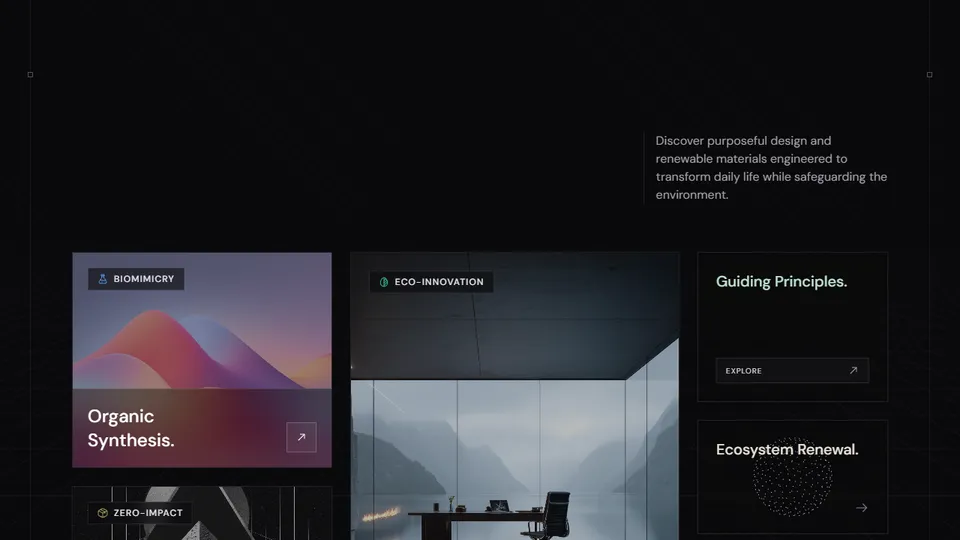 Discover purposeful design and
renewable materials engineered to
transform daily life while safeguarding the
environment.
BIOMIMICRY
Organic
Synthesis.
ZERO-IMPACT
ECO-INNOVATION
Guiding Principles.
EXPLORE
Ecosystem Renewal.